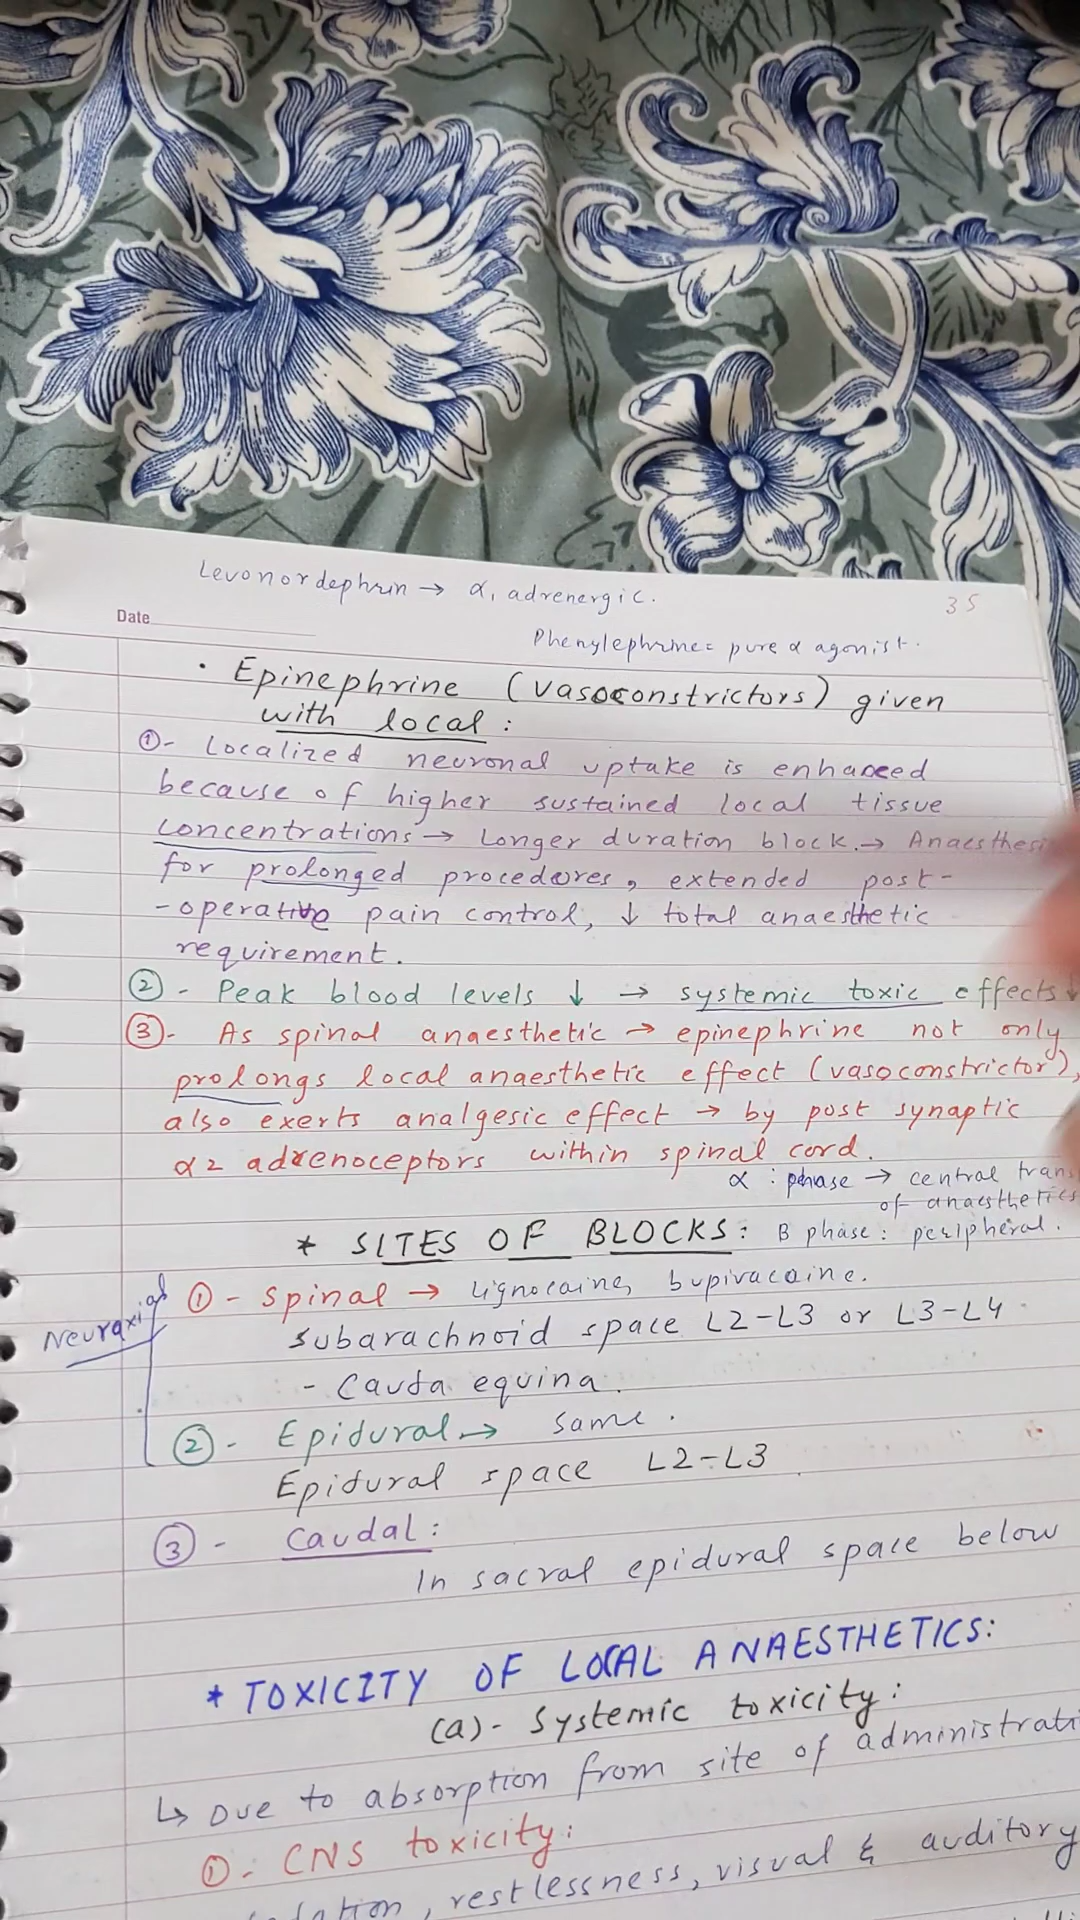 Levonordephrin → α, adrenergic.
35
Date
Phenylephrine = pure α agonist.
• Epinephrine (vasoconstrictors) given
with local :
①- Localized neuronal uptake is enhanced
because of higher sustained local tissue
concentrations → Longer duration block. →
for prolonged procedures, extended post-
-operative pain control, ↓ total anaesthetic
requirement.
② - Peak blood levels ↓ → systemic toxic effects ↓
③- As spinal anaesthetic → epinephrine not only
prolongs local anaesthetic effect (vasoconstrictor),
also exerts analgesic effect → by post synaptic
α2 adrenoceptors within spinal cord.
α : phase → central
of anaesthetics
* SITES OF BLOCKS : B phase : peripheral.
Neuraxial
① - Spinal → Lignocaine, bupivacaine.
subarachnoid space L2-L3 or L3-L4
- Cauda equina.
② - Epidural → same.
Epidural space L2-L3
③ - Caudal :
In sacral epidural space below
* TOXICITY OF LOCAL ANAESTHETICS:
(a)- Systemic toxicity :
↳ Due to absorption from site of
①- CNS toxicity :
, restlessness, visual & auditory